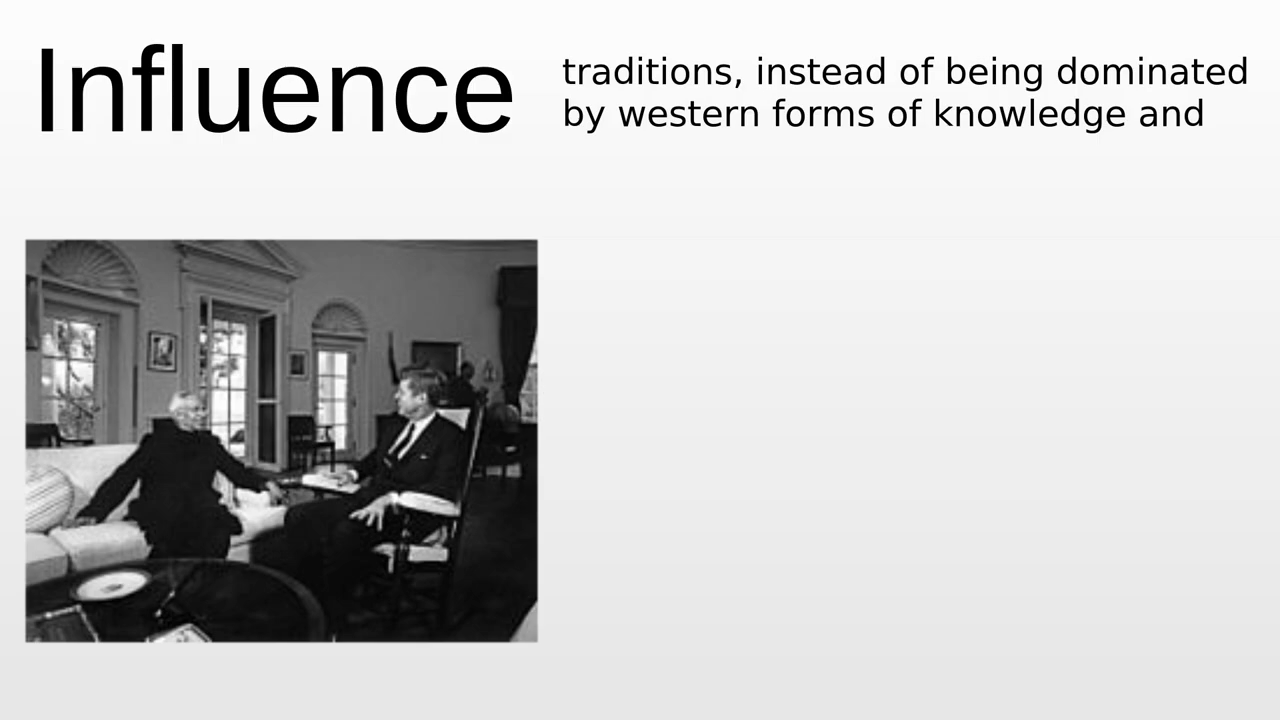 Influence
traditions, instead of being dominated
by western forms of knowledge and